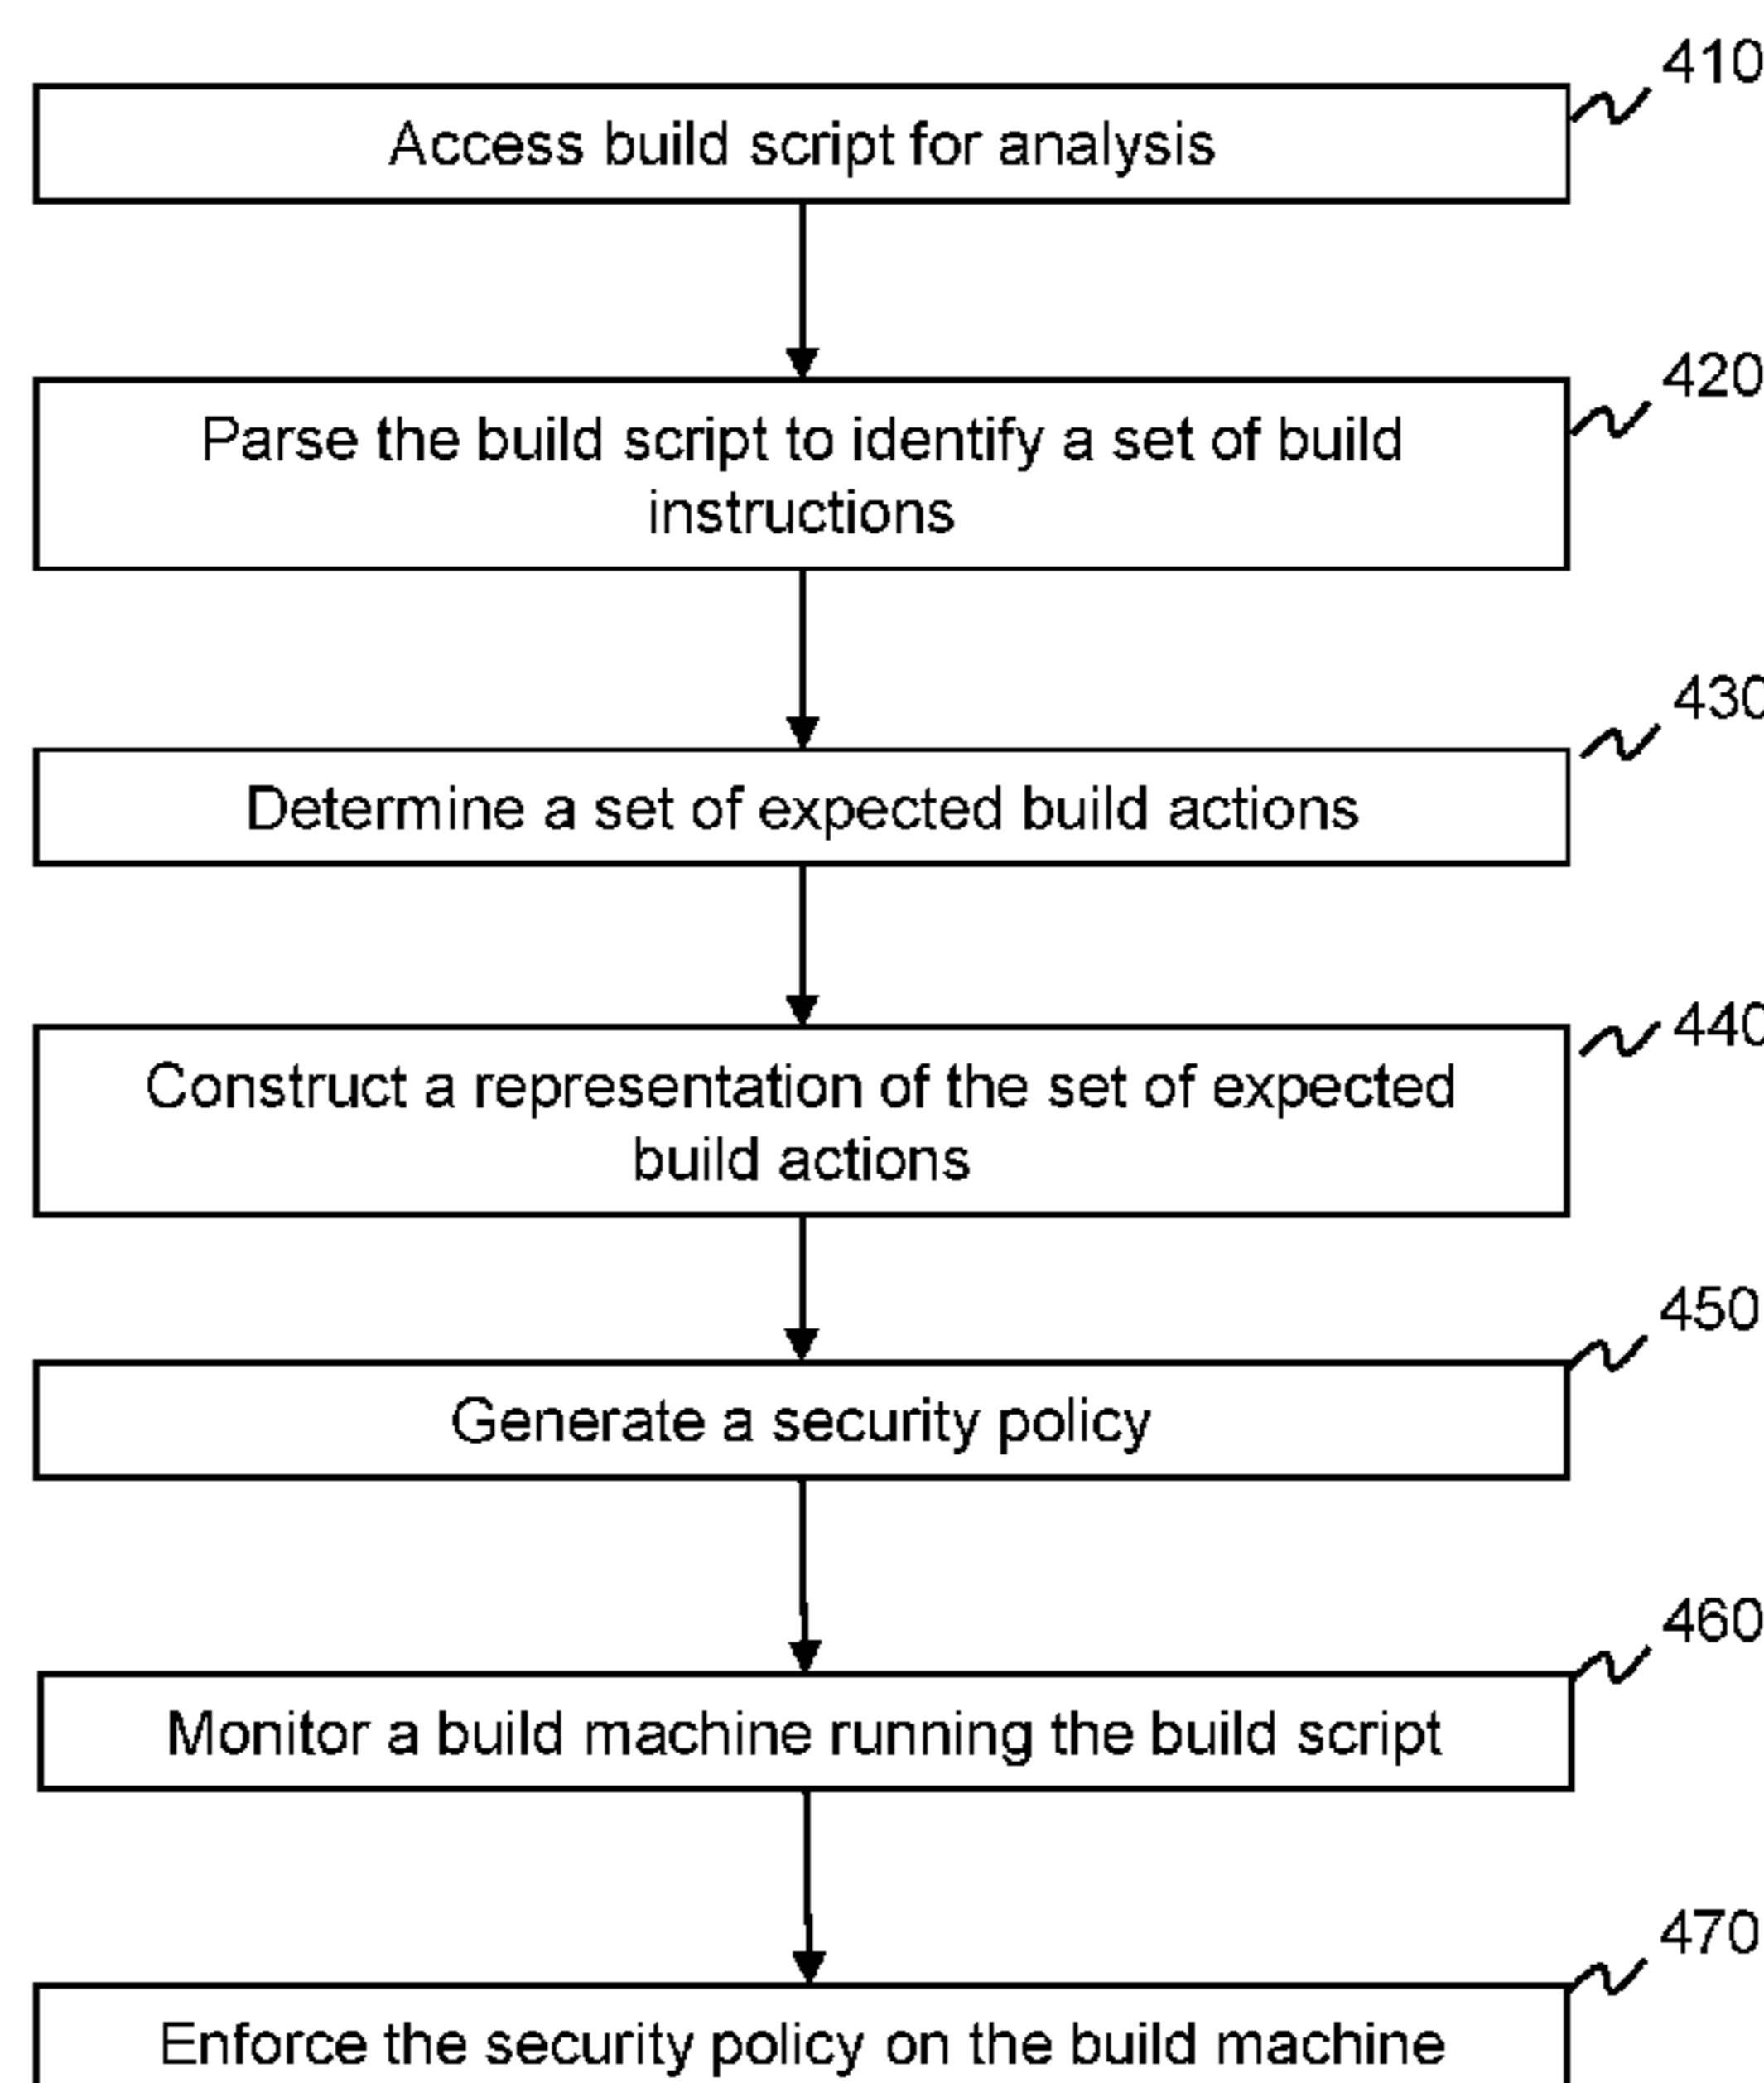 410
Access build script for analysis
420
Parse the build script to identify a set of build
instructions
430
Determine a set of expected build actions
440
Construct a representation of the set of expected
build actions
450
Generate a security policy
460
Monitor a build machine running the build script
470
Enforce the security policy on the build machine